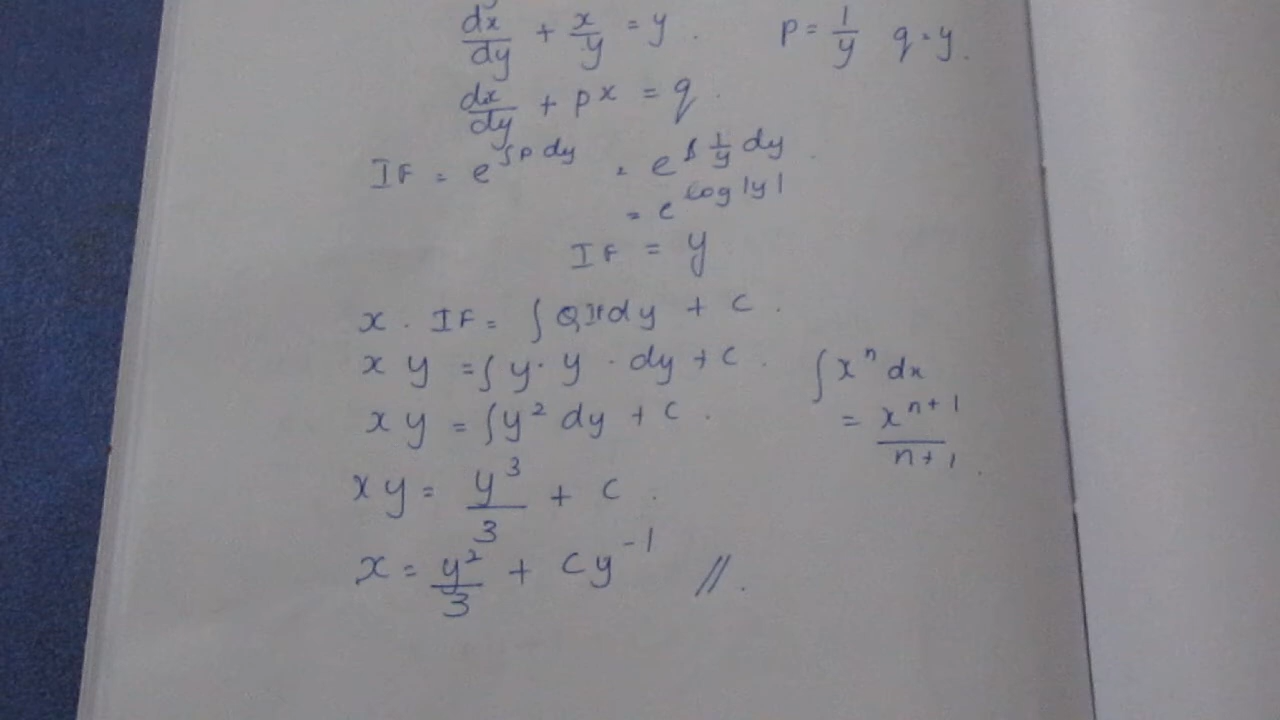 dx/dy + x/y = y . p = 1/y q = y .
dx/dy + px = q .
IF = e^∫p dy = e^∫ 1/y dy .
= e^log |y|
IF = y
x . IF = ∫ Q IF dy + c .
x y = ∫ y . y . dy + c . ∫ x^n dx
x y = ∫ y^2 dy + c . = x^n+1 / n+1 .
x y = y^3/3 + c .
x = y^2/3 + c y^-1 // .